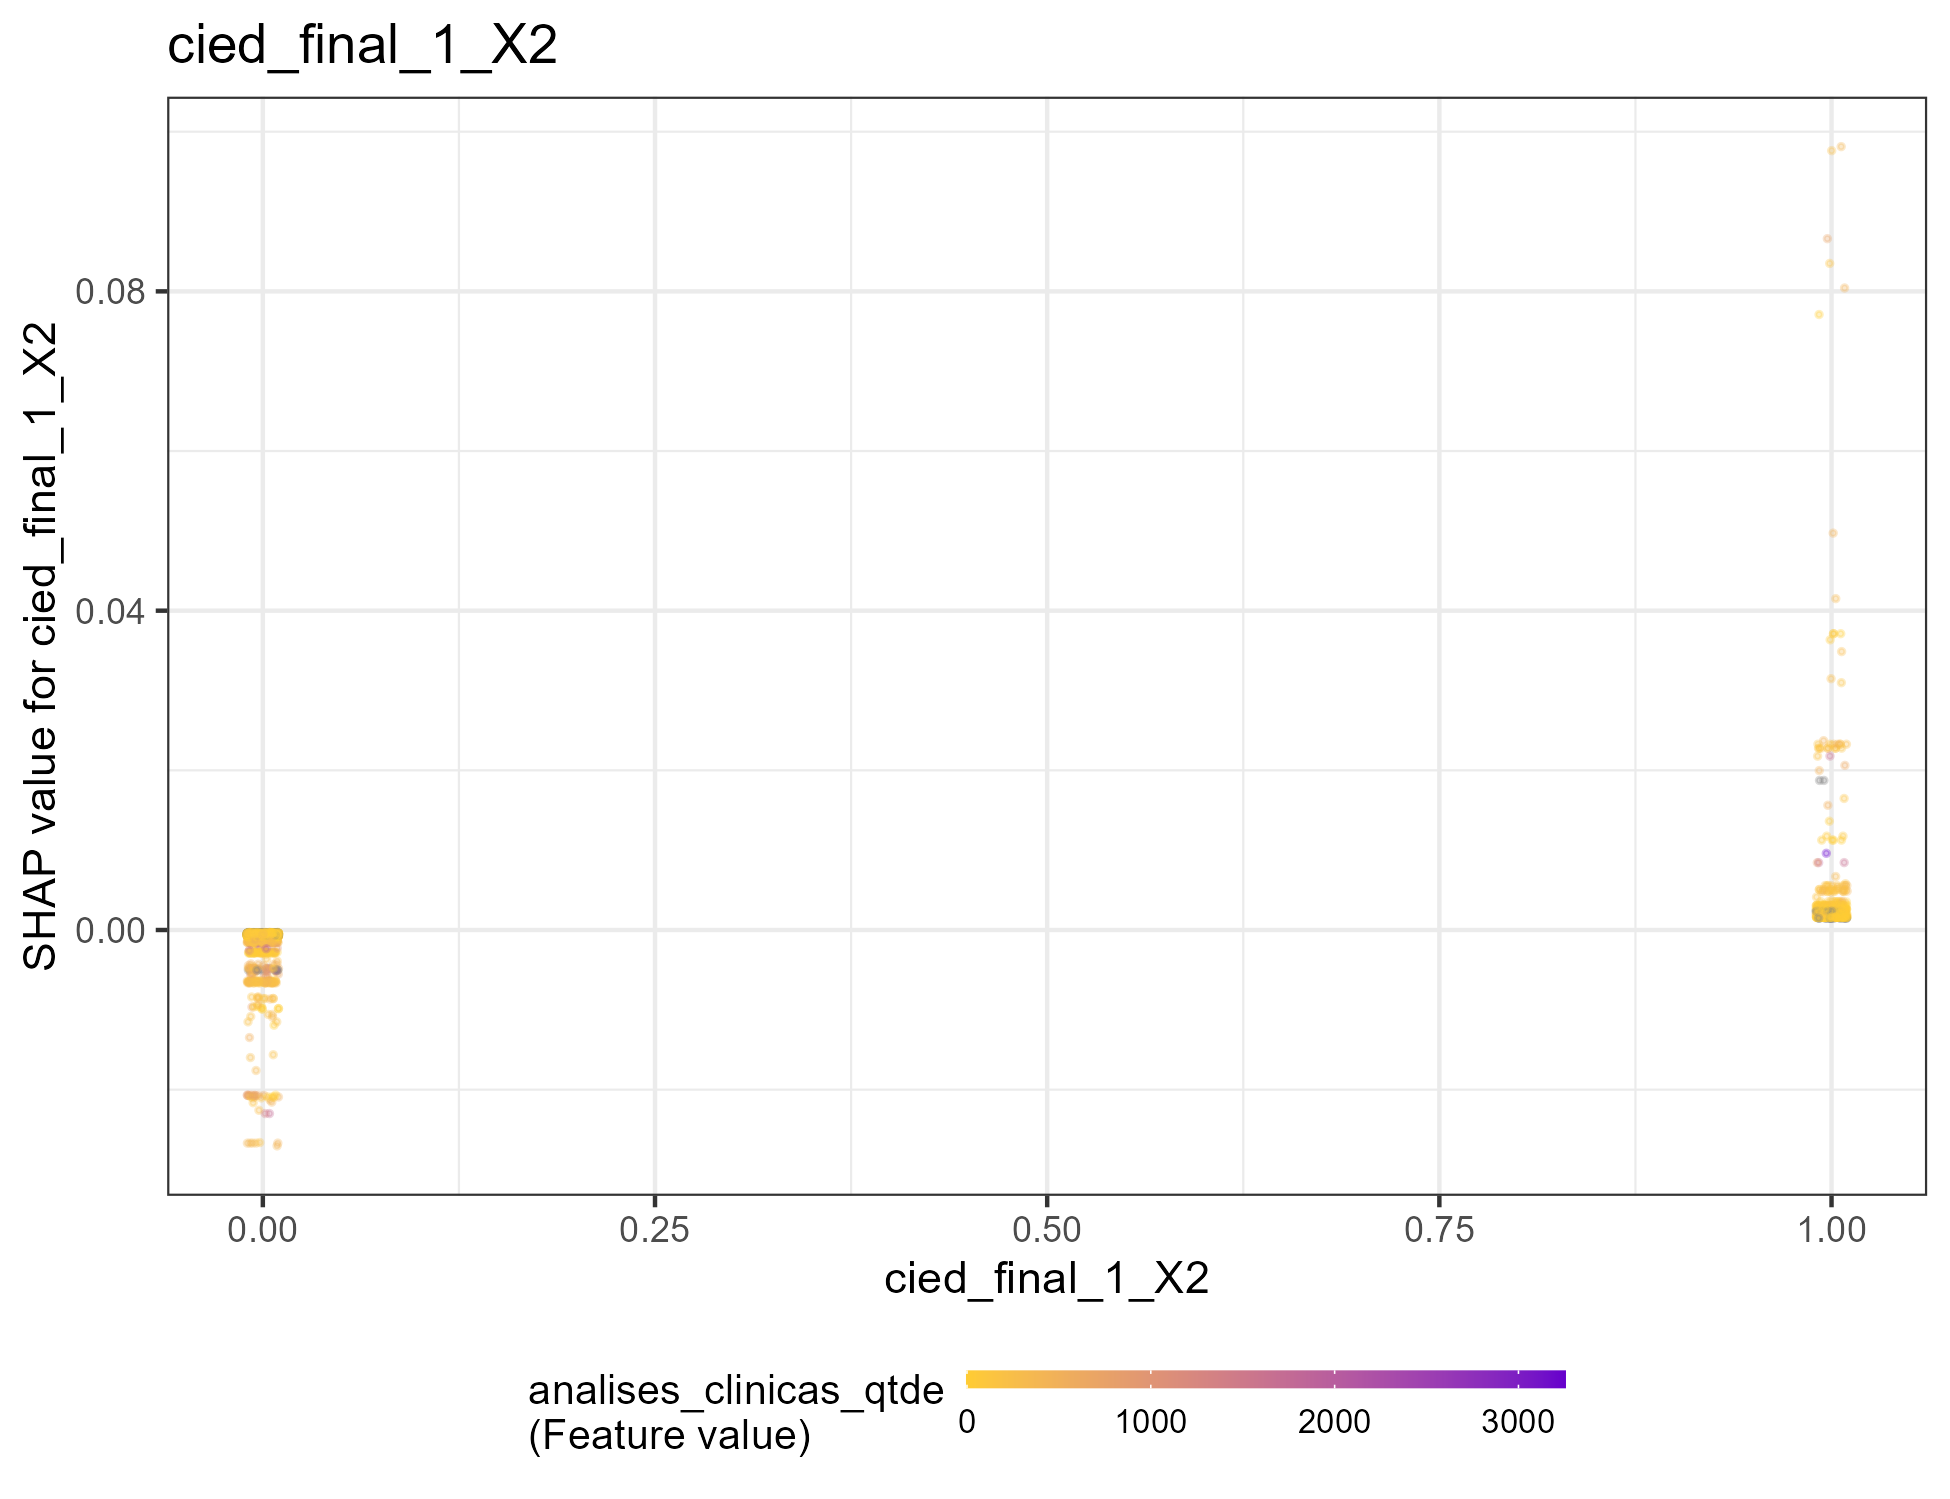 cied_final_1_X2
SHAP value for cied_final_1_X2
0.08
0.04
0.00
0.00 0.25 0.50 0.75 1.00
cied_final_1_X2
analises_clinicas_qtde
(Feature value)
0 1000 2000 3000